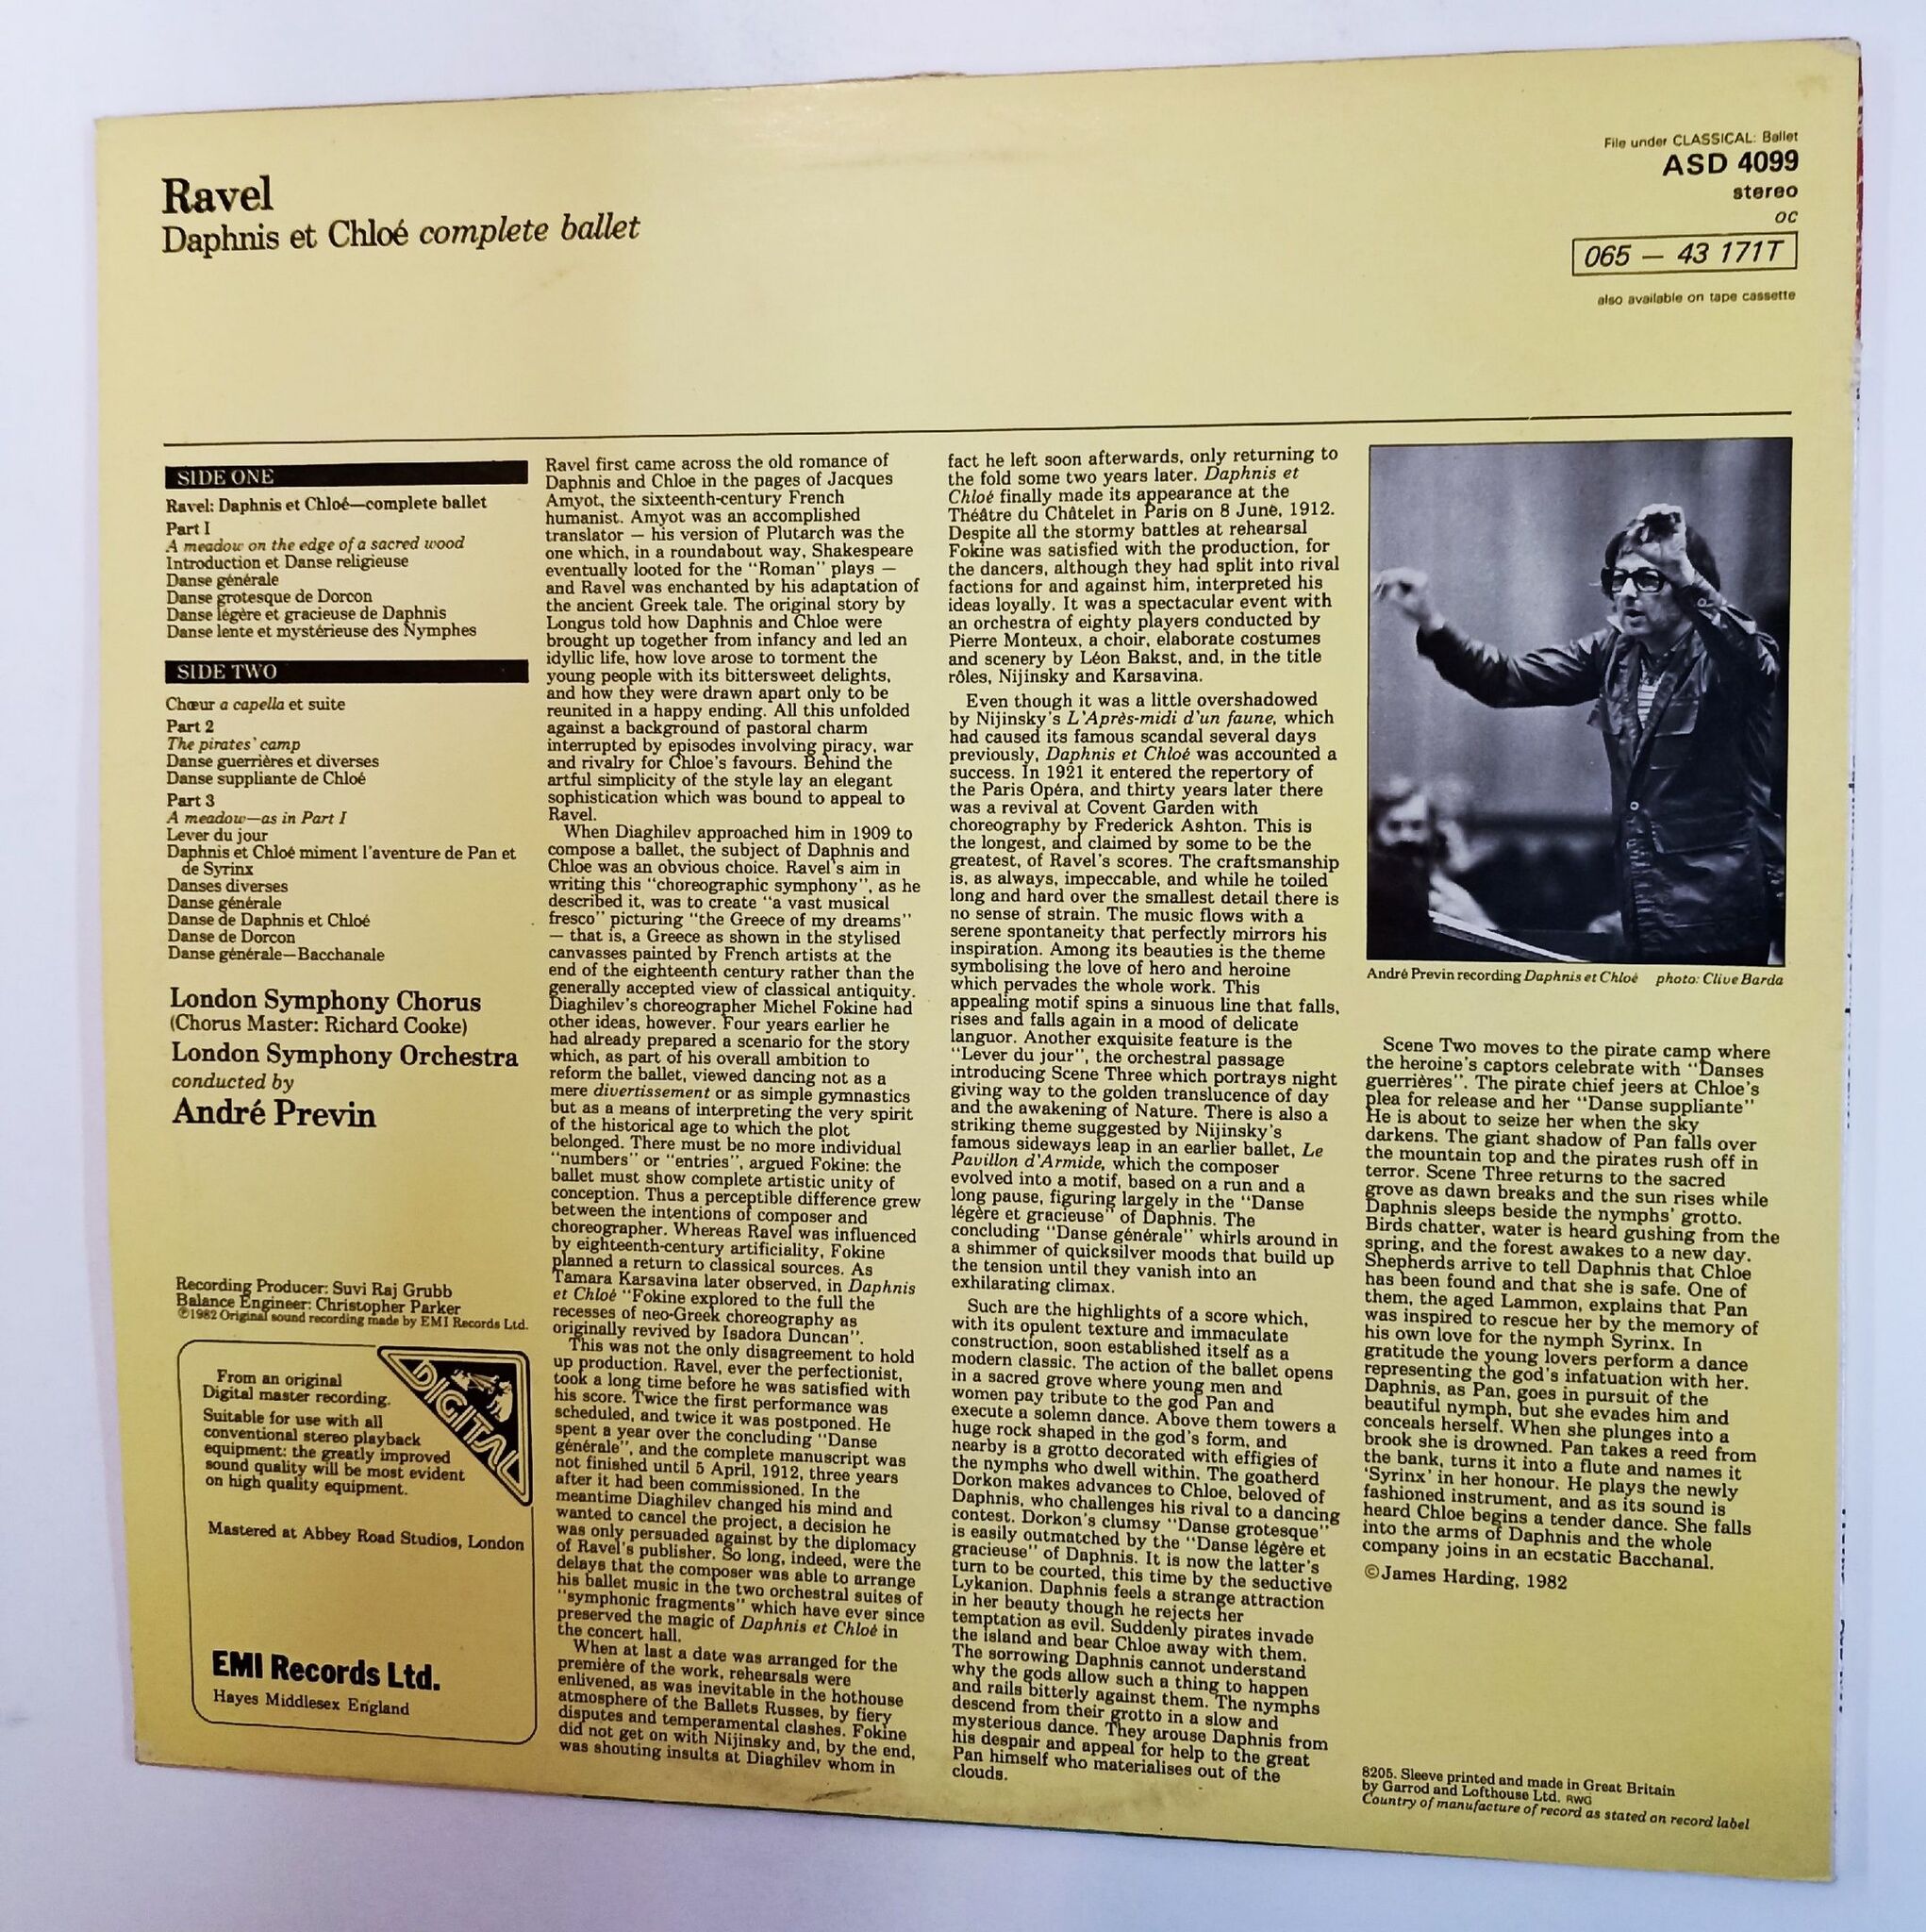 Ravel
Daphnis et Chloé complete ballet
File under CLASSICAL: Ballet
ASD 4099
stereo
OC
065 — 43 171T
also available on tape cassette
SIDE ONE
Ravel: Daphnis et Chloé—complete ballet
Part I
A meadow on the edge of a sacred wood
Introduction et Danse religieuse
Danse générale
Danse grotesque de Dorcon
Danse légère et gracieuse de Daphnis
Danse lente et mystérieuse des Nymphes
SIDE TWO
Chœur a capella et suite
Part 2
The pirates' camp
Danse guerrières et diverses
Danse suppliante de Chloé
Part 3
A meadow—as in Part I
Lever du jour
Daphnis et Chloé miment l'aventure de Pan et
de Syrinx
Danses diverses
Danse générale
Danse de Daphnis et Chloé
Danse de Dorcon
Danse générale—Bacchanale
London Symphony Chorus
(Chorus Master: Richard Cooke)
London Symphony Orchestra
conducted by
André Previn
Recording Producer: Suvi Raj Grubb
Balance Engineer: Christopher Parker
℗1982 Original sound recording made by EMI Records Ltd.
From an original
Digital master recording.
Suitable for use with all
conventional stereo playback
equipment: the greatly improved
sound quality will be most evident
on high quality equipment.
DIGITAL
Mastered at Abbey Road Studios, London
EMI Records Ltd.
Hayes Middlesex England
Ravel first came across the old romance of
Daphnis and Chloe in the pages of Jacques
Amyot, the sixteenth-century French
humanist. Amyot was an accomplished
translator — his version of Plutarch was the
one which, in a roundabout way, Shakespeare
eventually looted for the "Roman" plays —
and Ravel was enchanted by his adaptation of
the ancient Greek tale. The original story by
Longus told how Daphnis and Chloe were
brought up together from infancy and led an
idyllic life, how love arose to torment the
young people with its bittersweet delights,
and how they were drawn apart only to be
reunited in a happy ending. All this unfolded
against a background of pastoral charm
interrupted by episodes involving piracy, war
and rivalry for Chloe's favours. Behind the
artful simplicity of the style lay an elegant
sophistication which was bound to appeal to
Ravel.
When Diaghilev approached him in 1909 to
compose a ballet, the subject of Daphnis and
Chloe was an obvious choice. Ravel's aim in
writing this "choreographic symphony", as he
described it, was to create "a vast musical
fresco" picturing "the Greece of my dreams"
— that is, a Greece as shown in the stylised
canvasses painted by French artists at the
end of the eighteenth century rather than the
generally accepted view of classical antiquity.
Diaghilev's choreographer Michel Fokine had
other ideas, however. Four years earlier he
had already prepared a scenario for the story
which, as part of his overall ambition to
reform the ballet, viewed dancing not as a
mere divertissement or as simple gymnastics
but as a means of interpreting the very spirit
of the historical age to which the plot
belonged. There must be no more individual
"numbers" or "entries", argued Fokine: the
ballet must show complete artistic unity of
conception. Thus a perceptible difference grew
between the intentions of composer and
choreographer. Whereas Ravel was influenced
by eighteenth-century artificiality, Fokine
planned a return to classical sources. As
Tamara Karsavina later observed, in Daphnis
et Chloé "Fokine explored to the full the
recesses of neo-Greek choreography as
originally revived by Isadora Duncan".
This was not the only disagreement to hold
up production. Ravel, ever the perfectionist,
took a long time before he was satisfied with
his score. Twice the first performance was
scheduled, and twice it was postponed. He
spent a year over the concluding "Danse
générale", and the complete manuscript was
not finished until 5 April, 1912, three years
after it had been commissioned. In the
meantime Diaghilev changed his mind and
wanted to cancel the project, a decision he
was only persuaded against by the diplomacy
of Ravel's publisher. So long, indeed, were the
delays that the composer was able to arrange
his ballet music in the two orchestral suites of
"symphonic fragments" which have ever since
preserved the magic of Daphnis et Chloé in
the concert hall.
When at last a date was arranged for the
première of the work, rehearsals were
enlivened, as was inevitable in the hothouse
atmosphere of the Ballets Russes, by fiery
disputes and temperamental clashes. Fokine
did not get on with Nijinsky and, by the end,
was shouting insults at Diaghilev whom in
fact he left soon afterwards, only returning to
the fold some two years later. Daphnis et
Chloé finally made its appearance at the
Théâtre du Châtelet in Paris on 8 June, 1912.
Despite all the stormy battles at rehearsal
Fokine was satisfied with the production, for
the dancers, although they had split into rival
factions for and against him, interpreted his
ideas loyally. It was a spectacular event with
an orchestra of eighty players conducted by
Pierre Monteux, a choir, elaborate costumes
and scenery by Léon Bakst, and, in the title
rôles, Nijinsky and Karsavina.
Even though it was a little overshadowed
by Nijinsky's L'Après-midi d'un faune, which
had caused its famous scandal several days
previously, Daphnis et Chloé was accounted a
success. In 1921 it entered the repertory of
the Paris Opéra, and thirty years later there
was a revival at Covent Garden with
choreography by Frederick Ashton. This is
the longest, and claimed by some to be the
greatest, of Ravel's scores. The craftsmanship
is, as always, impeccable, and while he toiled
long and hard over the smallest detail there is
no sense of strain. The music flows with a
serene spontaneity that perfectly mirrors his
inspiration. Among its beauties is the theme
symbolising the love of hero and heroine
which pervades the whole work. This
appealing motif spins a sinuous line that falls,
rises and falls again in a mood of delicate
languor. Another exquisite feature is the
"Lever du jour", the orchestral passage
introducing Scene Three which portrays night
giving way to the golden translucence of day
and the awakening of Nature. There is also a
striking theme suggested by Nijinsky's
famous sideways leap in an earlier ballet, Le
Pavillon d'Armide, which the composer
evolved into a motif, based on a run and a
long pause, figuring largely in the "Danse
légère et gracieuse" of Daphnis. The
concluding "Danse générale" whirls around in
a shimmer of quicksilver moods that build up
the tension until they vanish into an
exhilarating climax.
Such are the highlights of a score which,
with its opulent texture and immaculate
construction, soon established itself as a
modern classic. The action of the ballet opens
in a sacred grove where young men and
women pay tribute to the god Pan and
execute a solemn dance. Above them towers a
huge rock shaped in the god's form, and
nearby is a grotto decorated with effigies of
the nymphs who dwell within. The goatherd
Dorkon makes advances to Chloe, beloved of
Daphnis, who challenges his rival to a dancing
contest. Dorkon's clumsy "Danse grotesque"
is easily outmatched by the "Danse légère et
gracieuse" of Daphnis. It is now the latter's
turn to be courted, this time by the seductive
Lykanion. Daphnis feels a strange attraction
in her beauty though he rejects her
temptation as evil. Suddenly pirates invade
the island and bear Chloe away with them.
The sorrowing Daphnis cannot understand
why the gods allow such a thing to happen
and rails bitterly against them. The nymphs
descend from their grotto in a slow and
mysterious dance. They arouse Daphnis from
his despair and appeal for help to the great
Pan himself who materialises out of the
clouds.
André Previn recording Daphnis et Chloé photo: Clive Barda
Scene Two moves to the pirate camp where
the heroine's captors celebrate with "Danses
guerrières". The pirate chief jeers at Chloe's
plea for release and her "Danse suppliante"
He is about to seize her when the sky
darkens. The giant shadow of Pan falls over
the mountain top and the pirates rush off in
terror. Scene Three returns to the sacred
grove as dawn breaks and the sun rises while
Daphnis sleeps beside the nymphs' grotto.
Birds chatter, water is heard gushing from the
spring, and the forest awakes to a new day.
Shepherds arrive to tell Daphnis that Chloe
has been found and that she is safe. One of
them, the aged Lammon, explains that Pan
was inspired to rescue her by the memory of
his own love for the nymph Syrinx. In
gratitude the young lovers perform a dance
representing the god's infatuation with her.
Daphnis, as Pan, goes in pursuit of the
beautiful nymph, but she evades him and
conceals herself. When she plunges into a
brook she is drowned. Pan takes a reed from
the bank, turns it into a flute and names it
'Syrinx' in her honour. He plays the newly
fashioned instrument, and as its sound is
heard Chloe begins a tender dance. She falls
into the arms of Daphnis and the whole
company joins in an ecstatic Bacchanal.
©James Harding, 1982
8205. Sleeve printed and made in Great Britain
by Garrod and Lofthouse Ltd. RWG
Country of manufacture of record as stated on record label